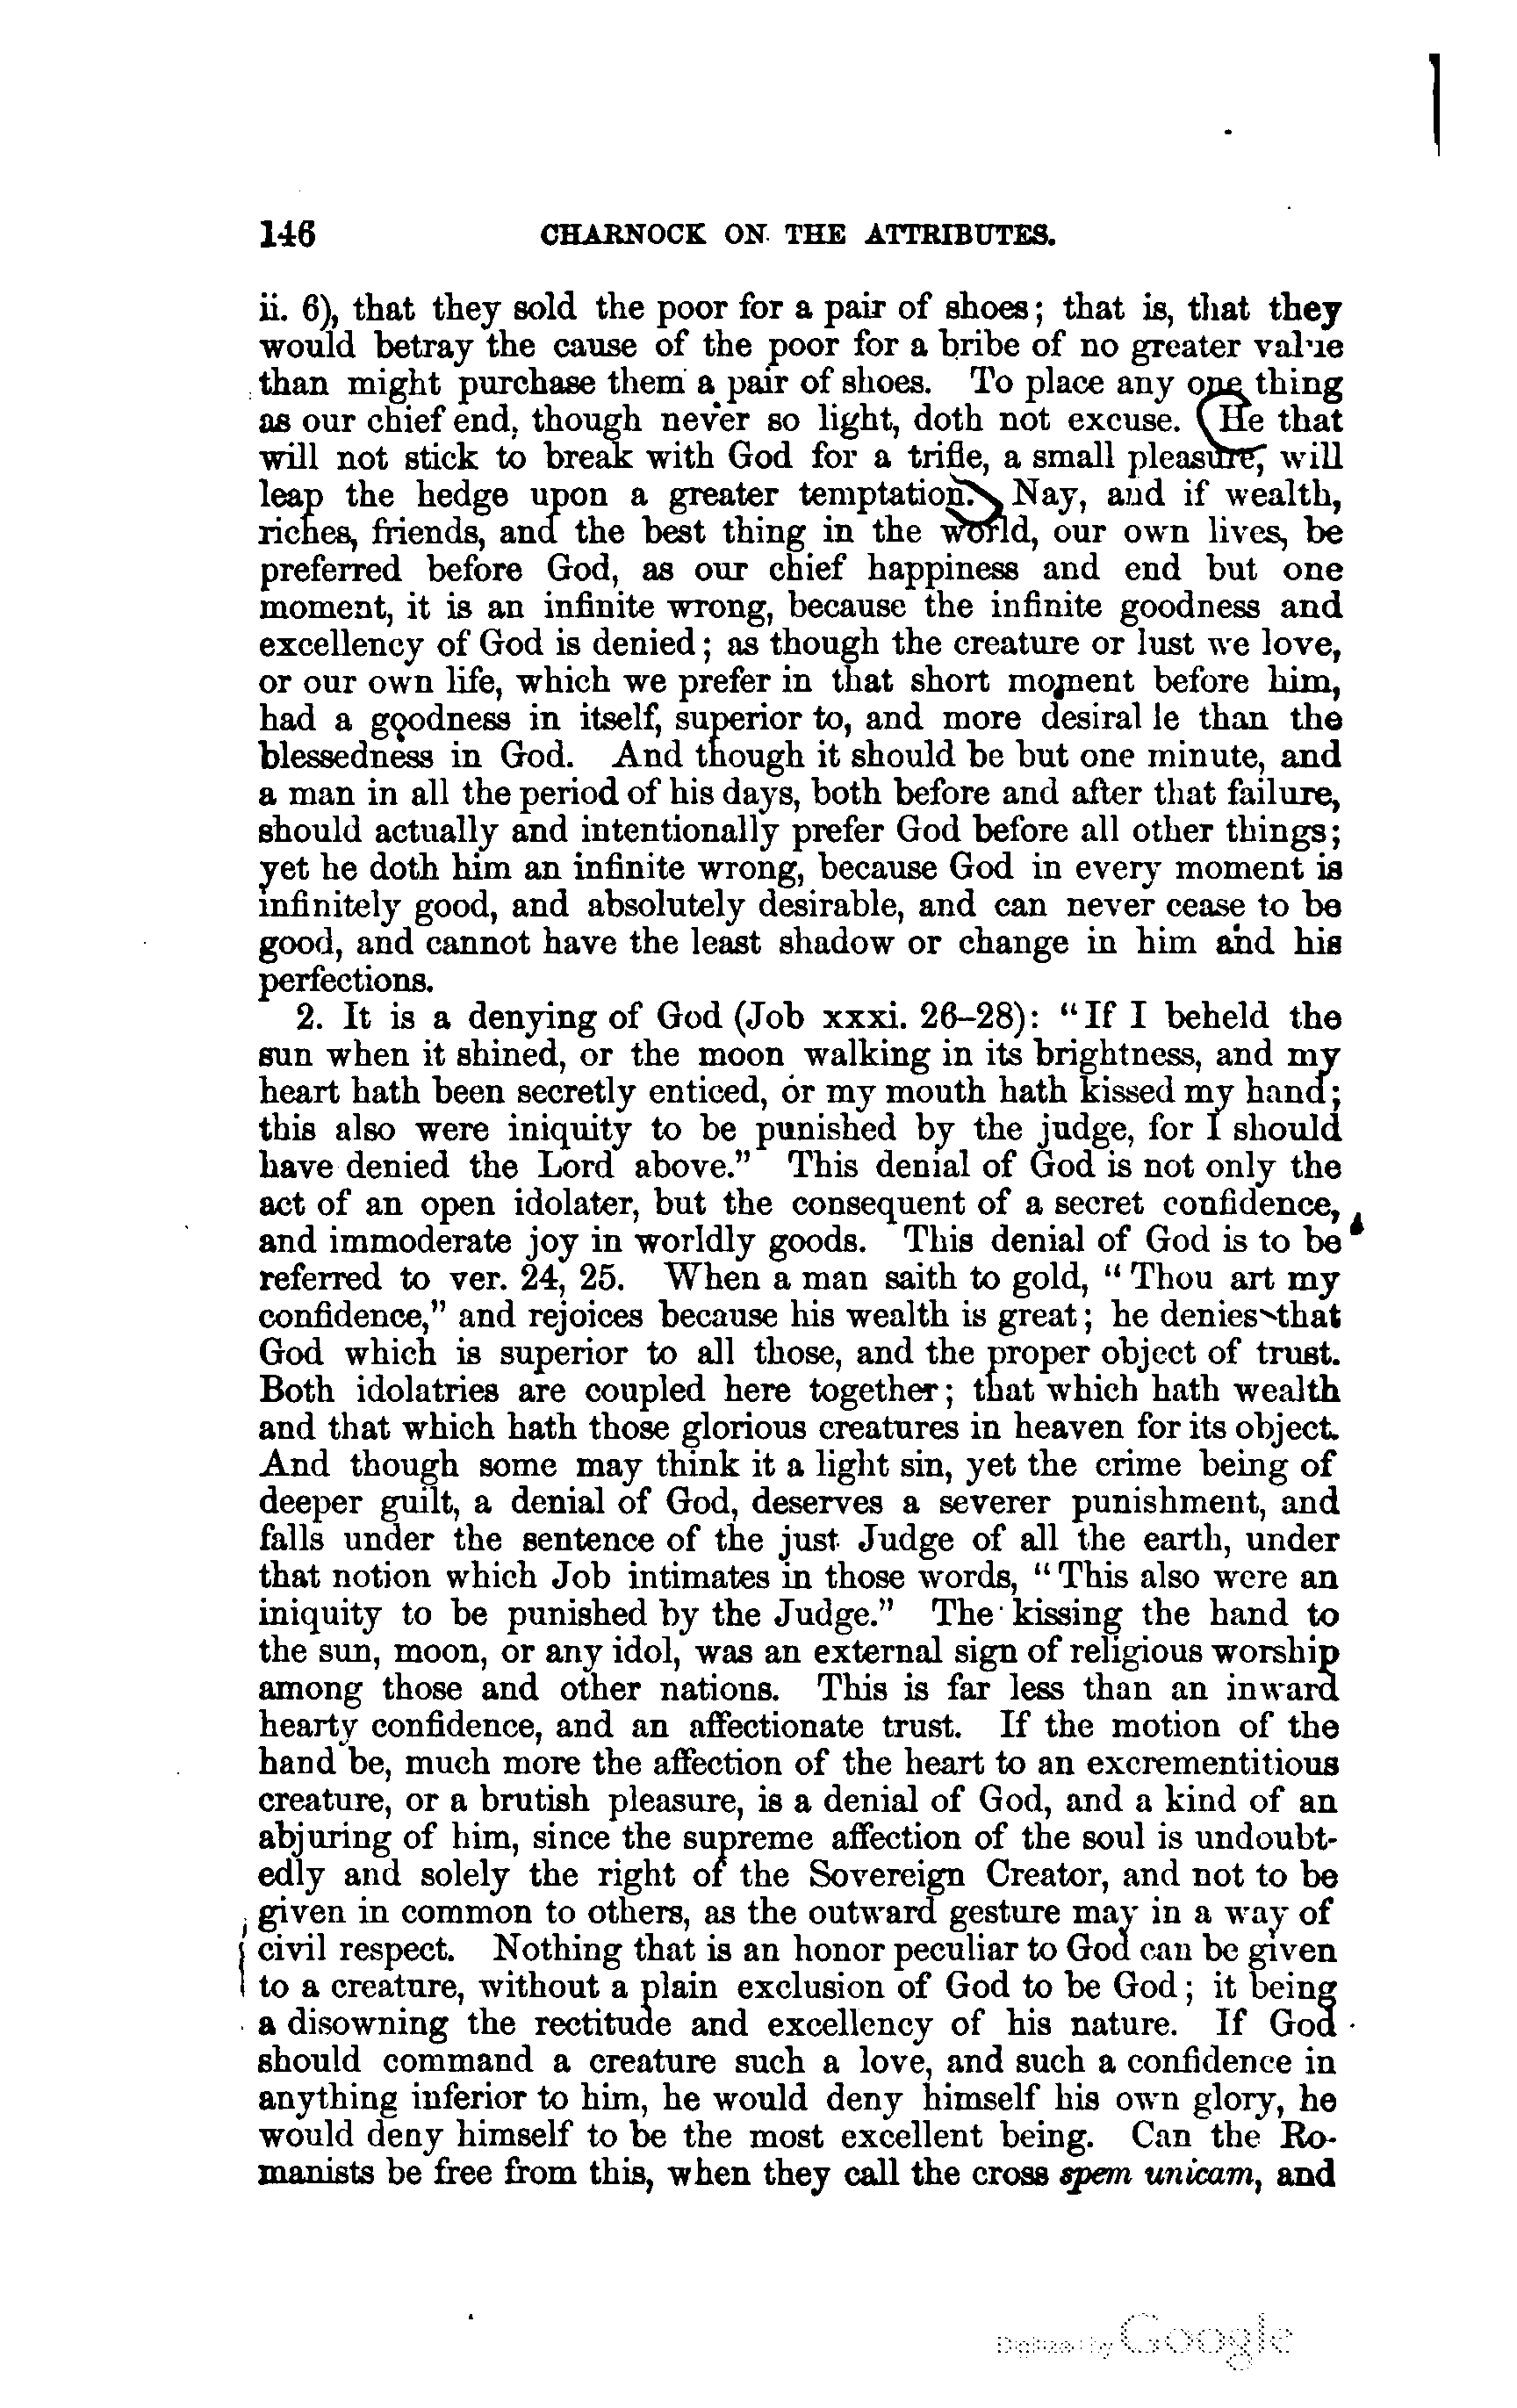 146 CHARNOCK ON THE ATTRIBUTES.
ii. 6), that they sold the poor for a pair of shoes; that is, that they
would betray the cause of the poor for a bribe of no greater value
than might purchase them a pair of shoes. To place any one thing
as our chief end, though never so light, doth not excuse. He that
will not stick to break with God for a trifle, a small pleasure, will
leap the hedge upon a greater temptation. Nay, and if wealth,
riches, friends, and the best thing in the world, our own lives, be
preferred before God, as our chief happiness and end but one
moment, it is an infinite wrong, because the infinite goodness and
excellency of God is denied; as though the creature or lust we love,
or our own life, which we prefer in that short moment before him,
had a goodness in itself, superior to, and more desirable than the
blessedness in God. And though it should be but one minute, and
a man in all the period of his days, both before and after that failure,
should actually and intentionally prefer God before all other things;
yet he doth him an infinite wrong, because God in every moment is
infinitely good, and absolutely desirable, and can never cease to be
good, and cannot have the least shadow or change in him and his
perfections.
2. It is a denying of God (Job xxxi. 26–28): "If I beheld the
sun when it shined, or the moon walking in its brightness, and my
heart hath been secretly enticed, or my mouth hath kissed my hand;
this also were iniquity to be punished by the judge, for I should
have denied the Lord above." This denial of God is not only the
act of an open idolater, but the consequent of a secret confidence,
and immoderate joy in worldly goods. This denial of God is to be
referred to ver. 24, 25. When a man saith to gold, "Thou art my
confidence," and rejoices because his wealth is great; he denies that
God which is superior to all those, and the proper object of trust.
Both idolatries are coupled here together; that which hath wealth
and that which hath those glorious creatures in heaven for its object.
And though some may think it a light sin, yet the crime being of
deeper guilt, a denial of God, deserves a severer punishment, and
falls under the sentence of the just Judge of all the earth, under
that notion which Job intimates in those words, "This also were an
iniquity to be punished by the Judge." The kissing the hand to
the sun, moon, or any idol, was an external sign of religious worship
among those and other nations. This is far less than an inward
hearty confidence, and an affectionate trust. If the motion of the
hand be, much more the affection of the heart to an excrementitious
creature, or a brutish pleasure, is a denial of God, and a kind of an
abjuring of him, since the supreme affection of the soul is undoubt-
edly and solely the right of the Sovereign Creator, and not to be
given in common to others, as the outward gesture may in a way of
civil respect. Nothing that is an honor peculiar to God can be given
to a creature, without a plain exclusion of God to be God; it being
a disowning the rectitude and excellency of his nature. If God
should command a creature such a love, and such a confidence in
anything inferior to him, he would deny himself his own glory, he
would deny himself to be the most excellent being. Can the Ro-
manists be free from this, when they call the cross spem unicam, and
Digitized by Google